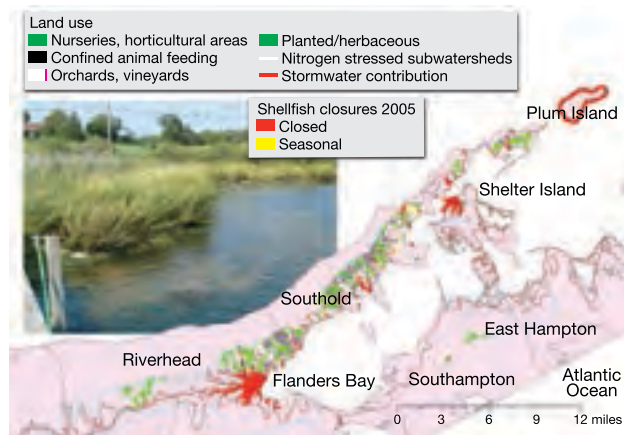 Land use
Nurseries, horticultural areas
Confined animal feeding
Orchards, vineyards
Planted/herbaceous
Nitrogen stressed subwatersheds
Stormwater contribution
Shellfish closures 2005
Closed
Seasonal
Plum Island
Shelter Island
Southold
East Hampton
Riverhead
Flanders Bay
Southampton
Atlantic
Ocean
0 3 6 9 12 miles